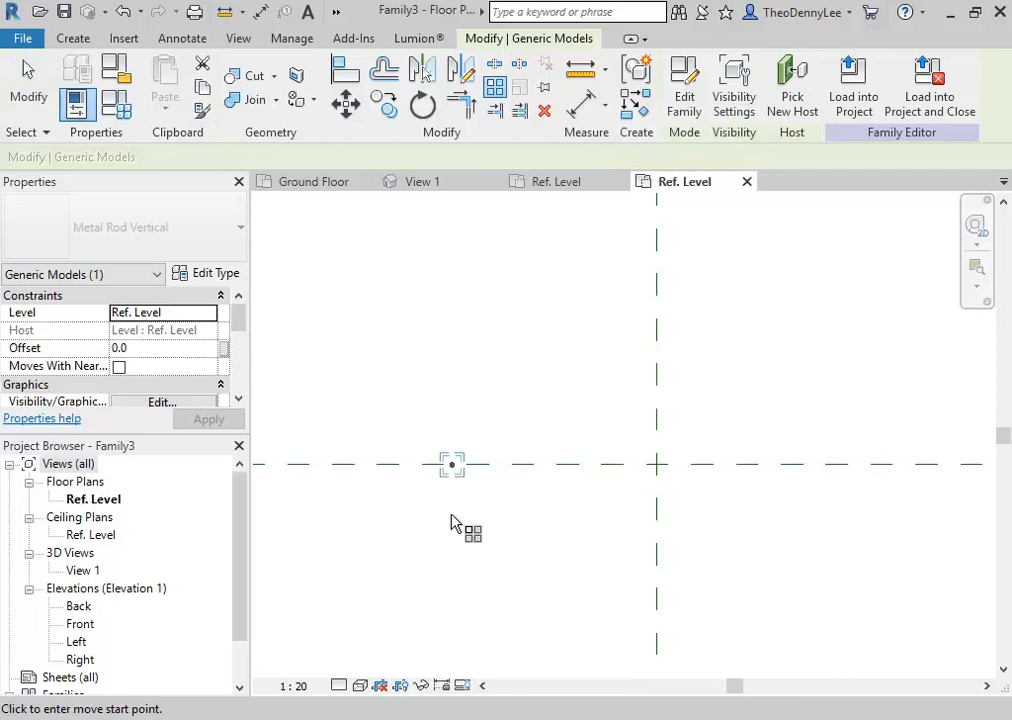 Family3 - Floor P...
Type a keyword or phrase
TheoDennyLee
File
Create
Insert
Annotate
View
Manage
Add-Ins
Lumion®
Modify | Generic Models
Modify
Paste
Cut
Join
Edit
Family
Visibility
Settings
Pick
New Host
Load into
Project
Load into
Project and Close
Select
Properties
Clipboard
Geometry
Modify
Measure
Create
Mode
Visibility
Host
Family Editor
Modify | Generic Models
Properties
Ground Floor
View 1
Ref. Level
Ref. Level
Metal Rod Vertical
Generic Models (1)
Edit Type
Constraints
Level
Ref. Level
Host
Level : Ref. Level
Offset
0.0
Moves With Near...
Graphics
Visibility/Graphic...
Edit...
Properties help
Apply
Project Browser - Family3
Views (all)
Floor Plans
Ref. Level
Ceiling Plans
Ref. Level
3D Views
View 1
Elevations (Elevation 1)
Back
Front
Left
Right
Sheets (all)
Families
1 : 20
Click to enter move start point.
2D